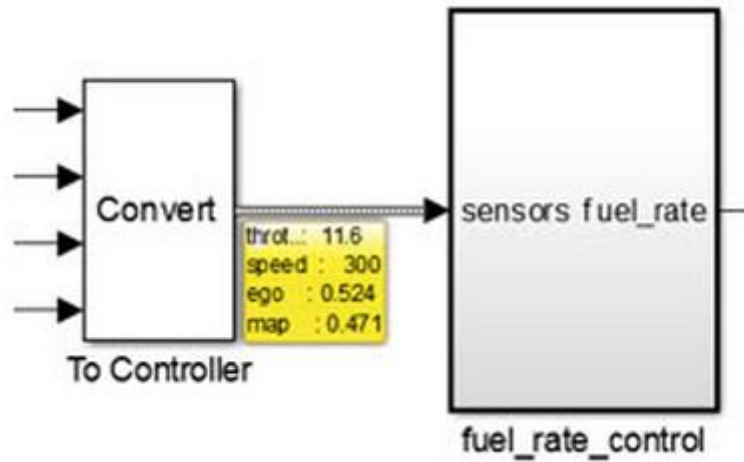 Convert
throt..: 11.6
speed : 300
ego : 0.524
map : 0.471
To Controller
sensors fuel_rate
fuel_rate_control